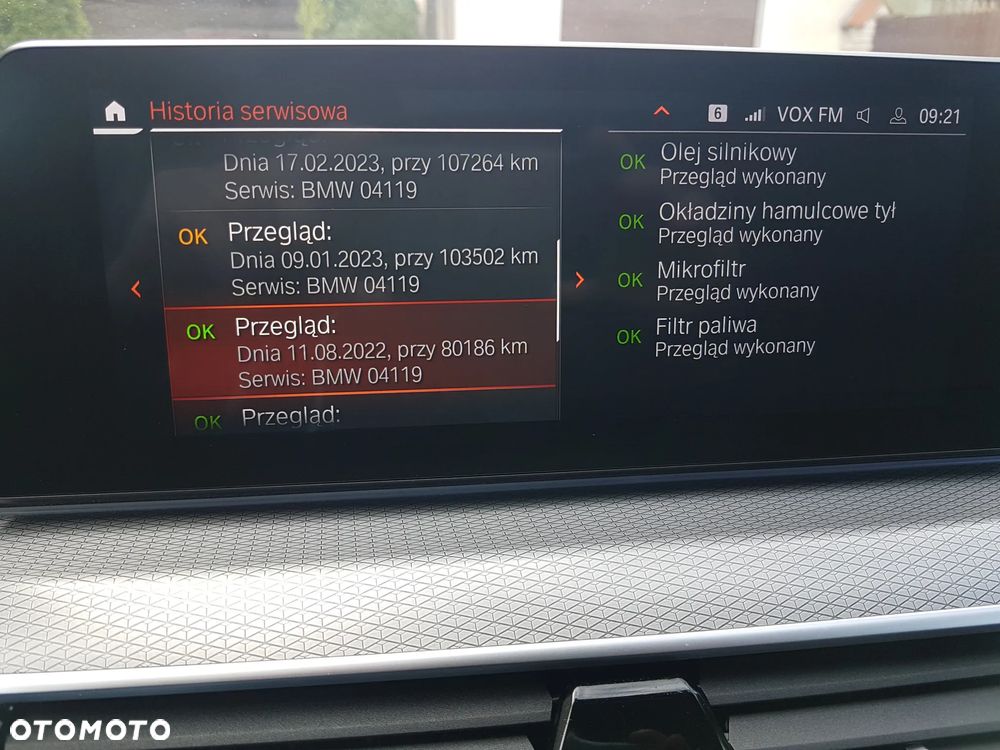 Historia serwisowa
6 VOX FM 09:21
Dnia 17.02.2023, przy 107264 km
Serwis: BMW 04119
OK Przegląd:
Dnia 09.01.2023, przy 103502 km
Serwis: BMW 04119
OK Przegląd:
Dnia 11.08.2022, przy 80186 km
Serwis: BMW 04119
OK Przegląd:
OK Olej silnikowy
Przegląd wykonany
OK Okładziny hamulcowe tył
Przegląd wykonany
OK Mikrofiltr
Przegląd wykonany
OK Filtr paliwa
Przegląd wykonany
OTOMOTO